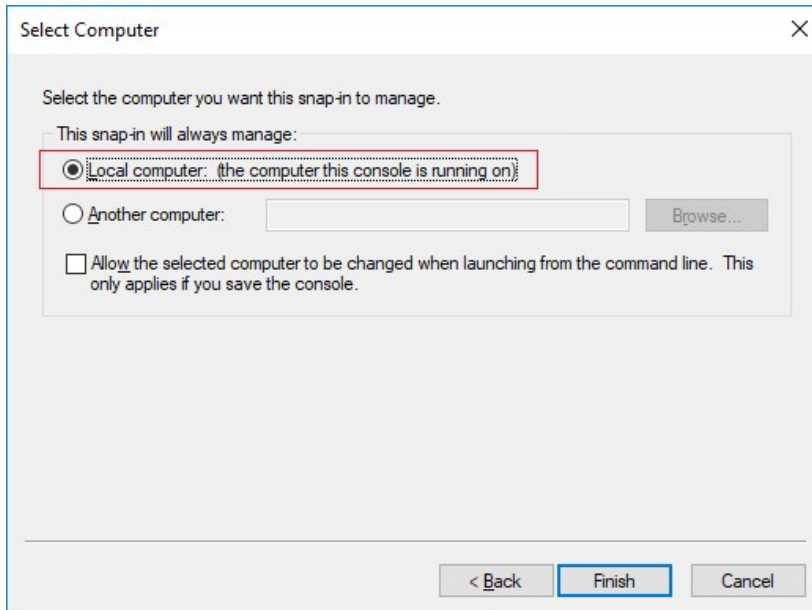 Select Computer
Select the computer you want this snap-in to manage.
This snap-in will always manage:
Local computer:  (the computer this console is running on)
Another computer:
Browse...
Allow the selected computer to be changed when launching from the command line.  This
only applies if you save the console.
< Back
Finish
Cancel